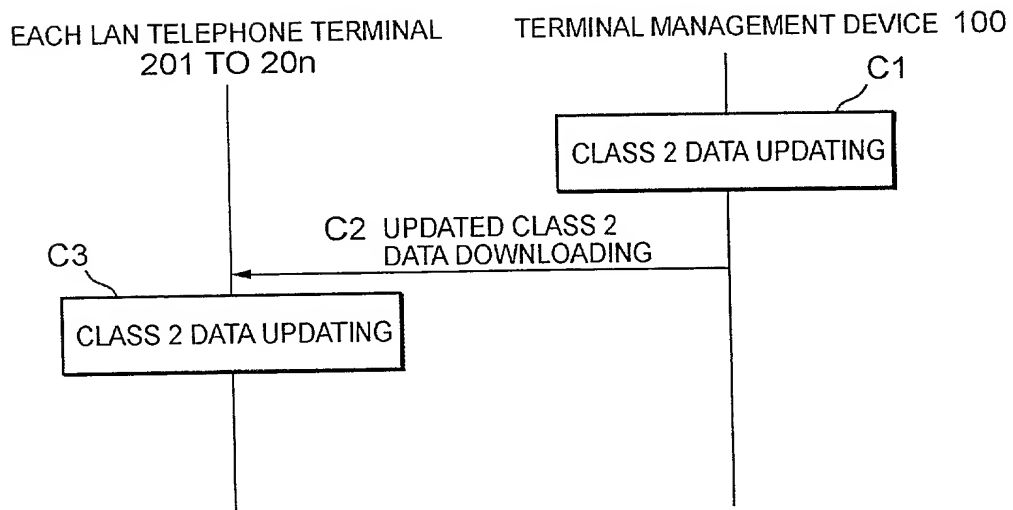 EACH LAN TELEPHONE TERMINAL
201 TO 20n
TERMINAL MANAGEMENT DEVICE 100
C1
CLASS 2 DATA UPDATING
C2 UPDATED CLASS 2
DATA DOWNLOADING
C3
CLASS 2 DATA UPDATING